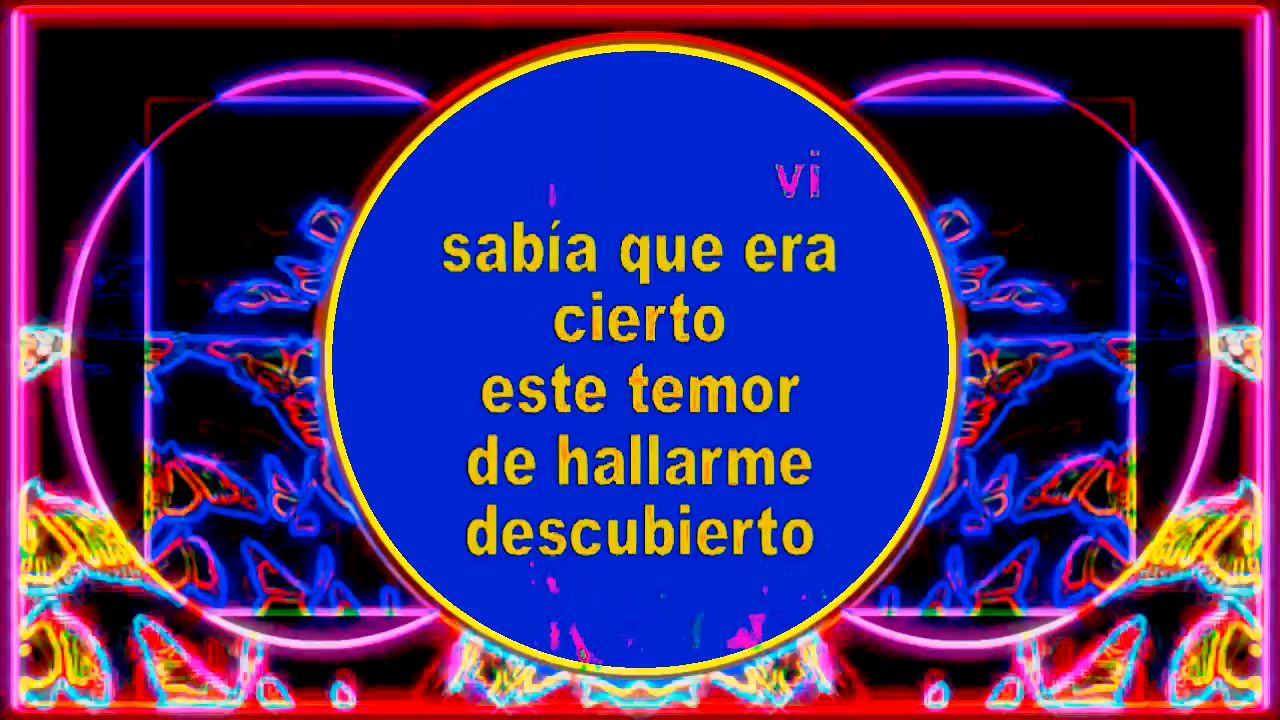 vi
sabía que era
cierto
este temor
de hallarme
descubierto